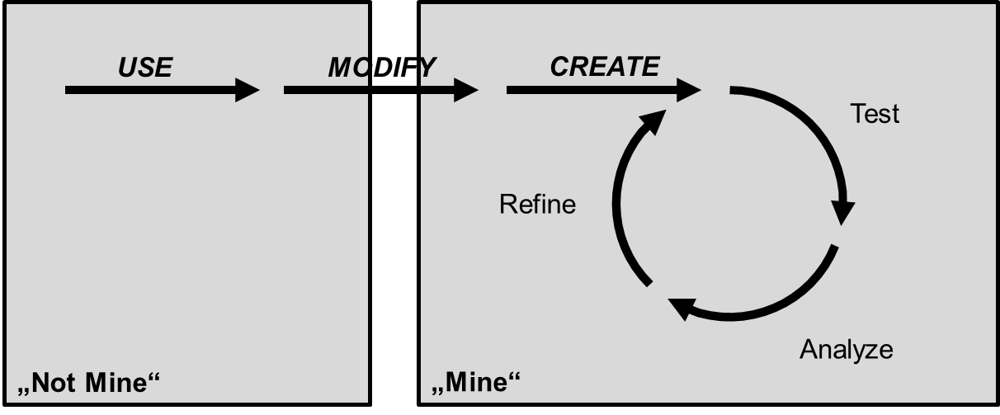 USE
MODIFY
CREATE
Test
Refine
Analyze
„Not Mine“
„Mine“